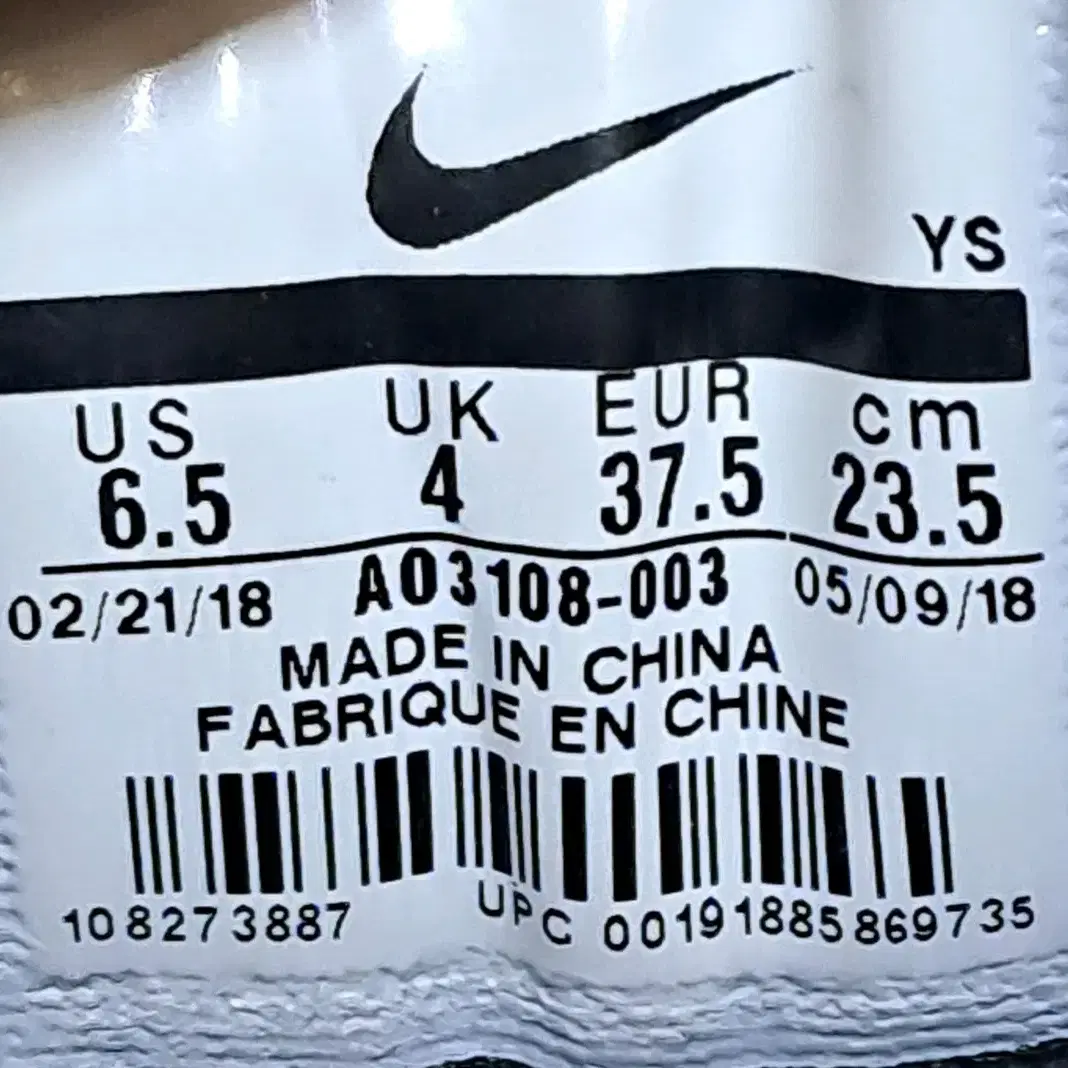 YS
US UK EUR cm
6.5 4 37.5 23.5
02/21/18 AO3108-003 05/09/18
MADE IN CHINA
FABRIQUE EN CHINE
108273887 UPC 00191885869735